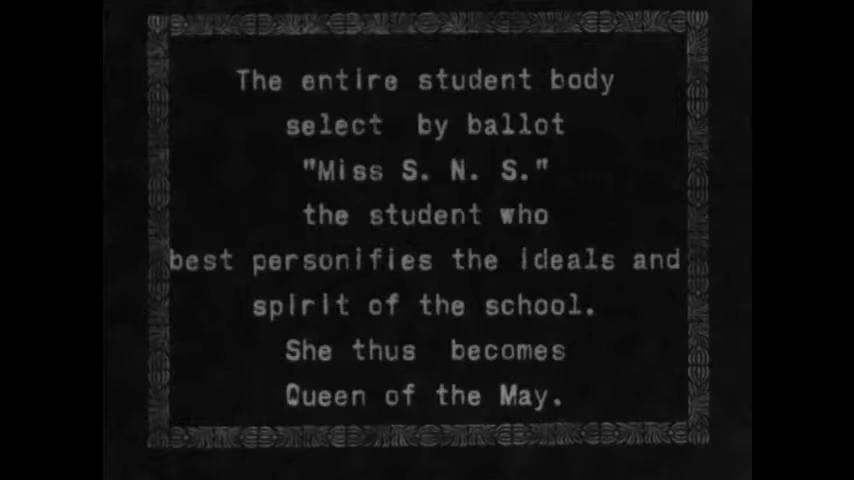 The entire student body
select by ballot
"Miss S. N. S."
the student who
best personifies the ideals and
spirit of the school.
She thus becomes
Queen of the May.